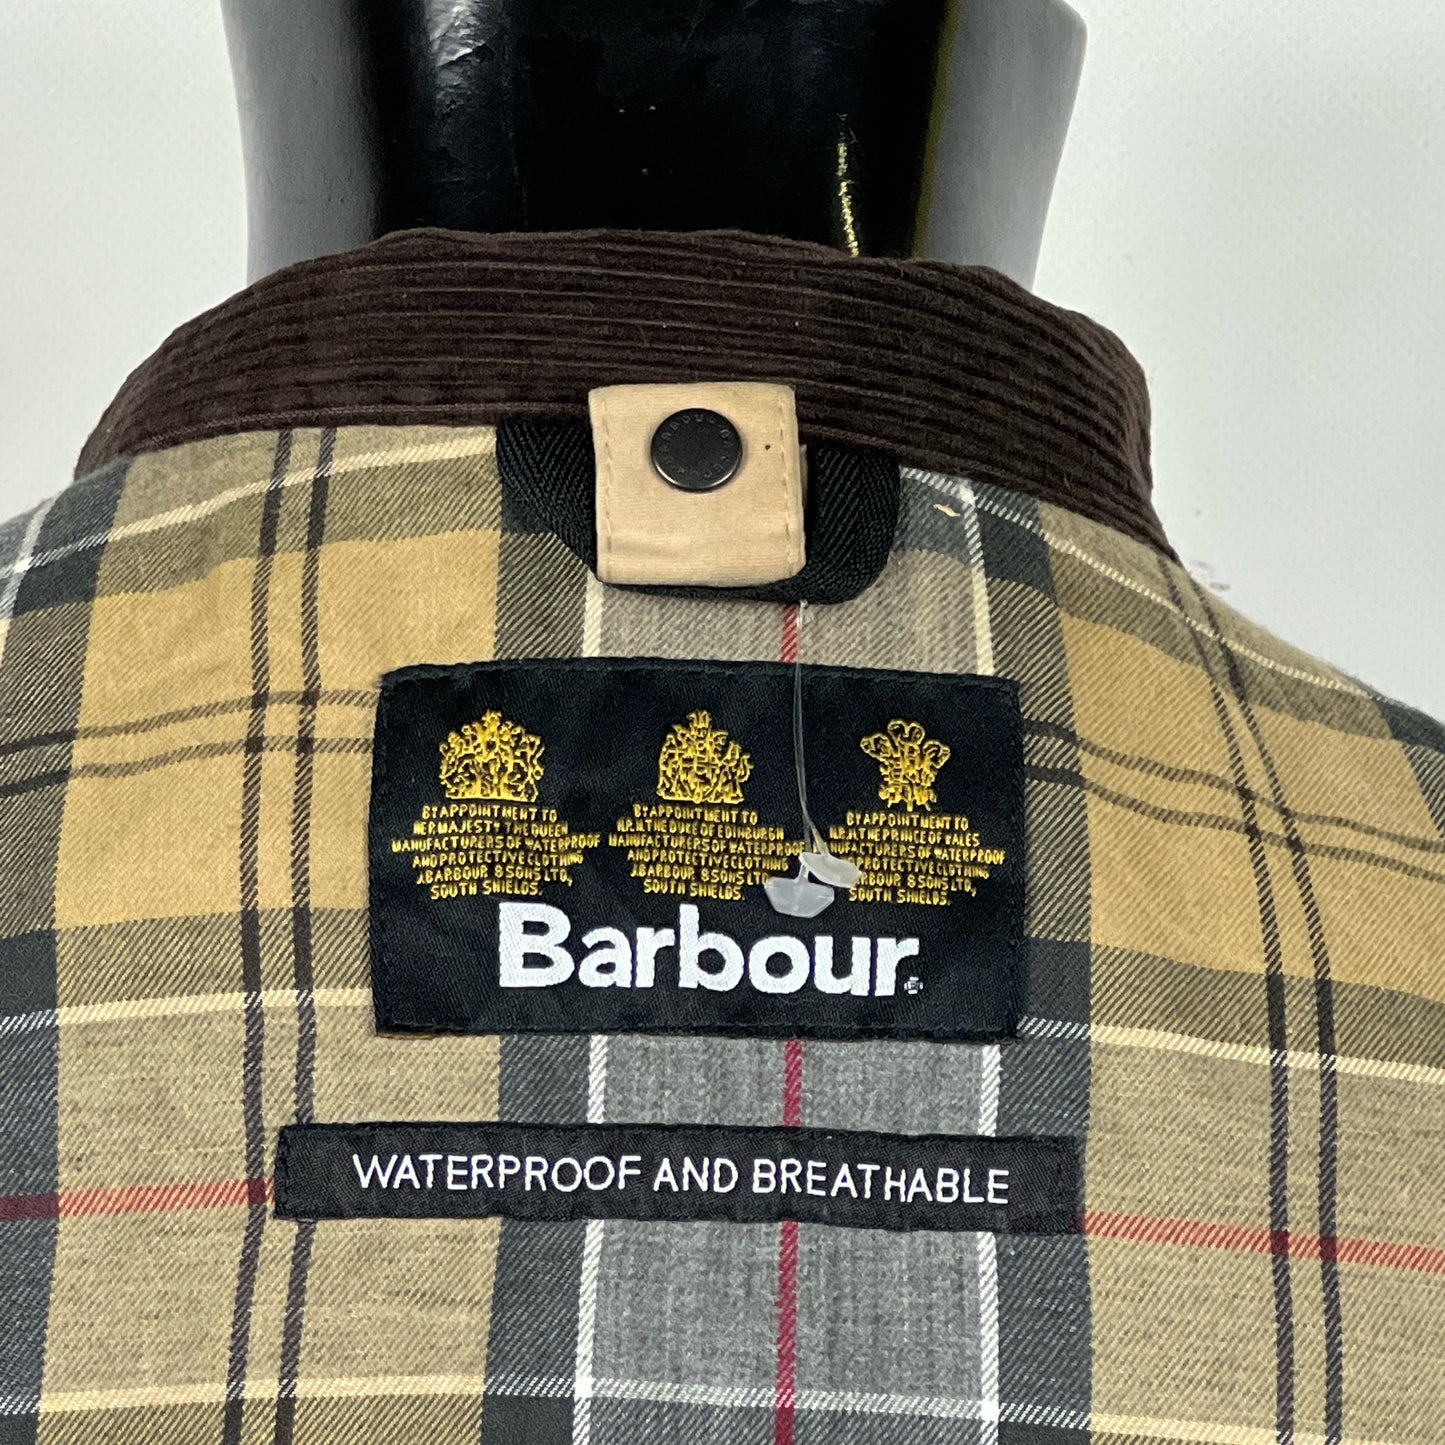 BARBOUR
BY APPOINTMENT TO
HER MAJESTY THE QUEEN
MANUFACTURERS OF WATERPROOF
AND PROTECTIVE CLOTHING
J.BARBOUR & SONS LTD,
SOUTH SHIELDS.
BY APPOINTMENT TO
H.R.H. THE DUKE OF EDINBURGH
MANUFACTURERS OF WATERPROOF
AND PROTECTIVE CLOTHING
J.BARBOUR & SONS LTD
SOUTH SHIELDS.
BY APPOINTMENT TO
H.R.H. THE PRINCE OF WALES
MANUFACTURERS OF WATERPROOF
PROTECTIVE CLOTHING
BARBOUR & SONS LTD,
SOUTH SHIELDS.
Barbour
WATERPROOF AND BREATHABLE